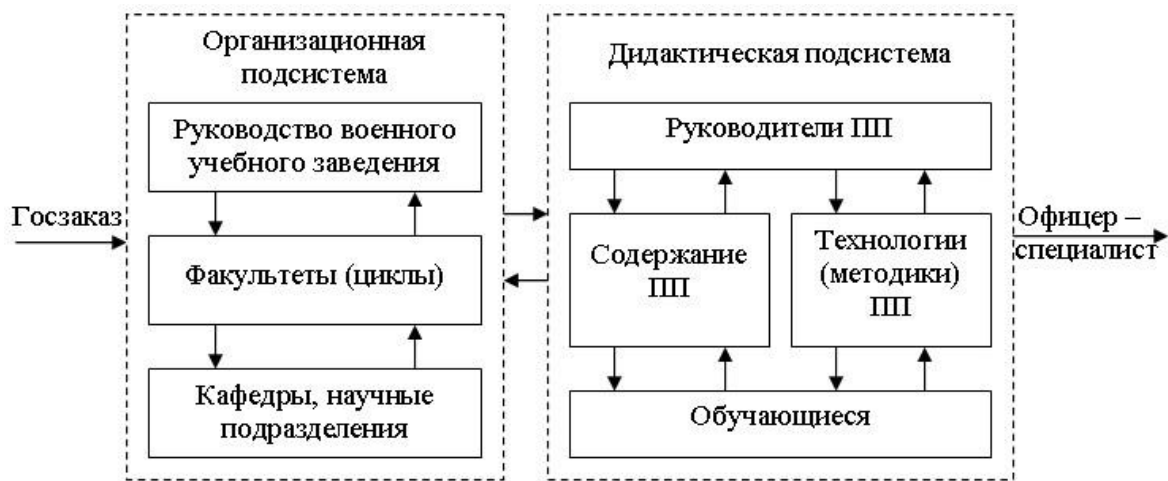 Госзаказ
Организационная
подсистема
Руководство военного
учебного заведения
Факультеты (циклы)
Кафедры, научные
подразделения
Дидактическая подсистема
Руководители ПП
Содержание
ПП
Технологии
(методики)
ПП
Обучающиеся
Офицер –
специалист